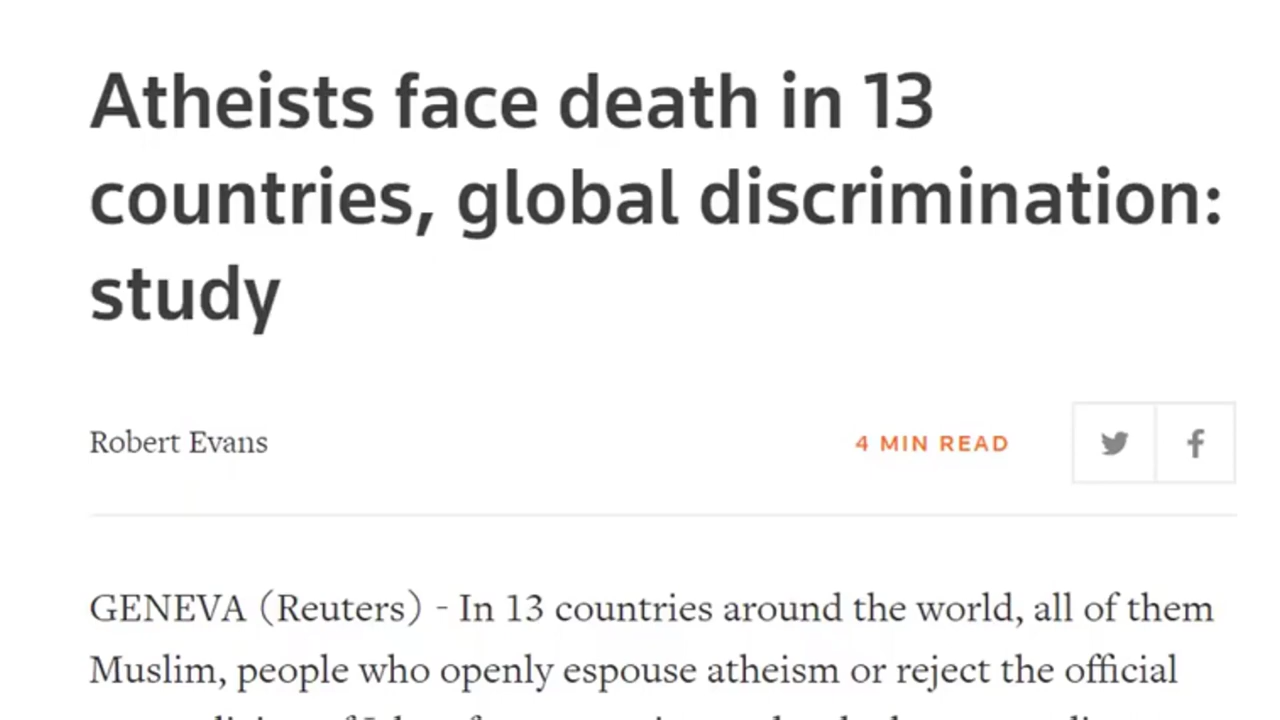 Atheists face death in 13
countries, global discrimination:
study
Robert Evans
4 MIN READ
GENEVA (Reuters) - In 13 countries around the world, all of them
Muslim, people who openly espouse atheism or reject the official